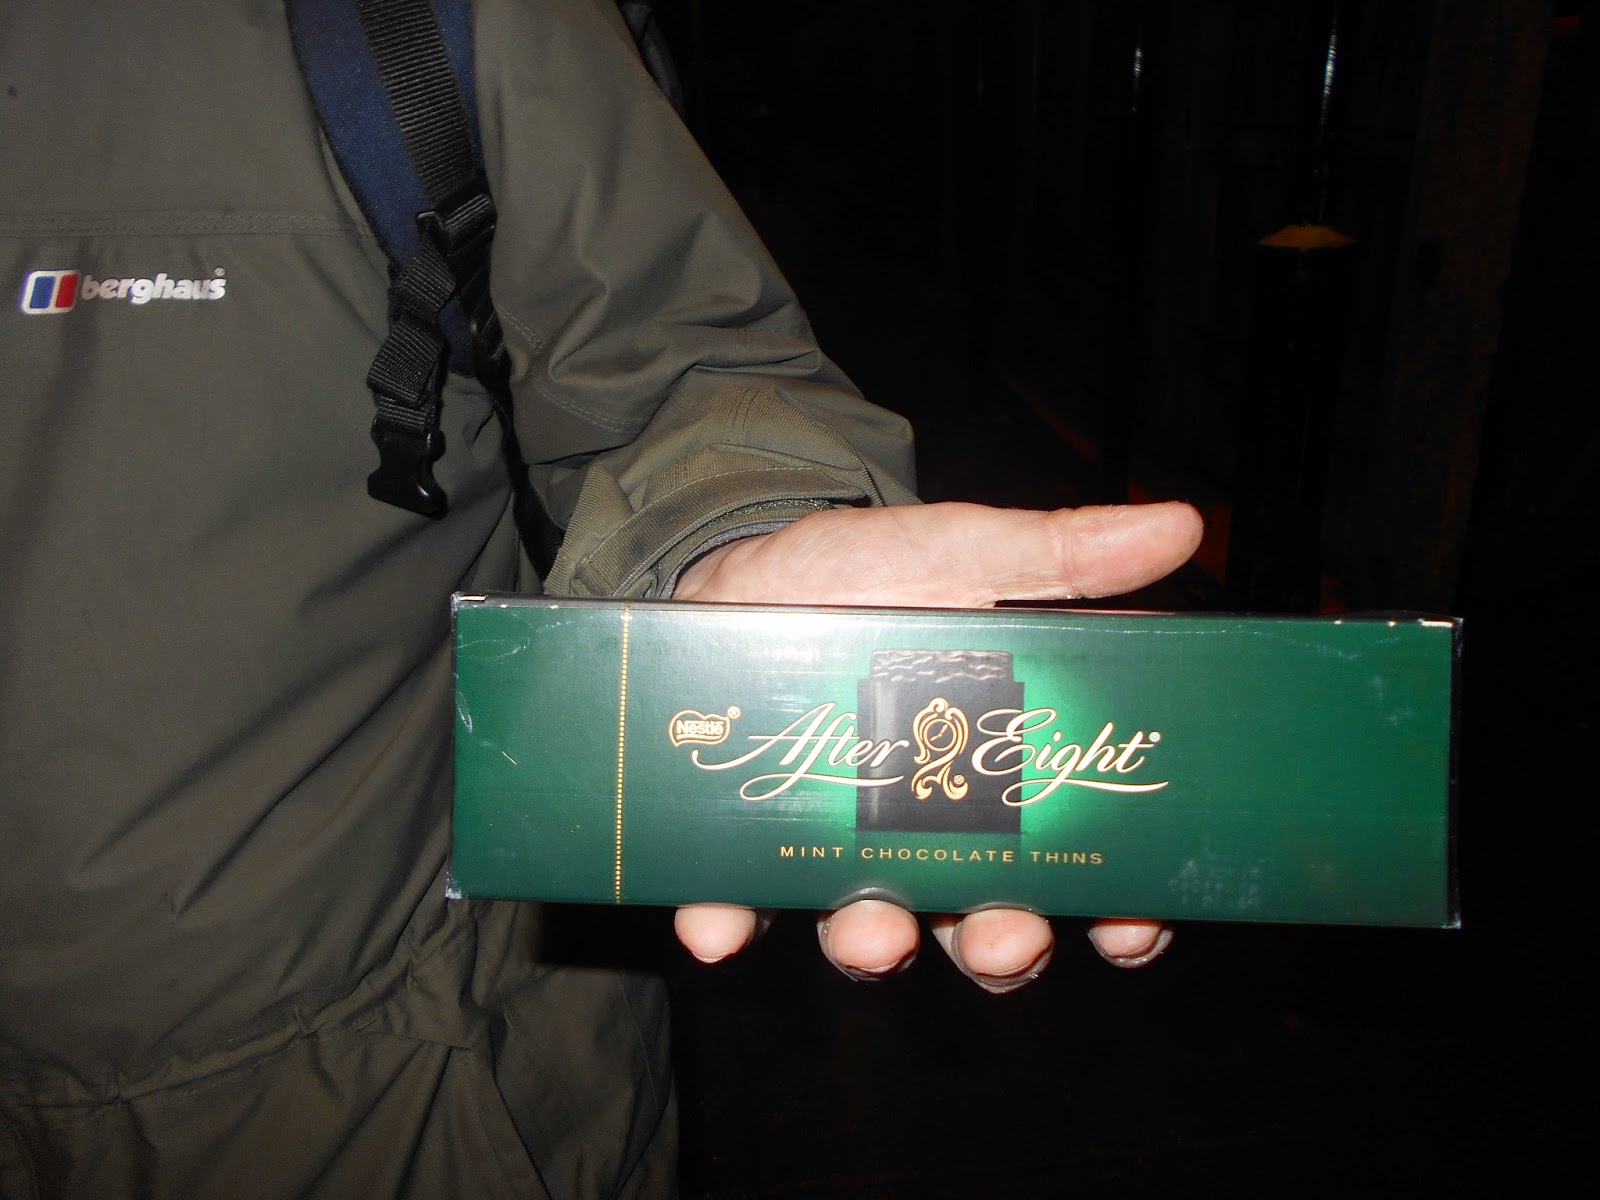 berghaus®
Nestlé® After Eight®
MINT CHOCOLATE THINS